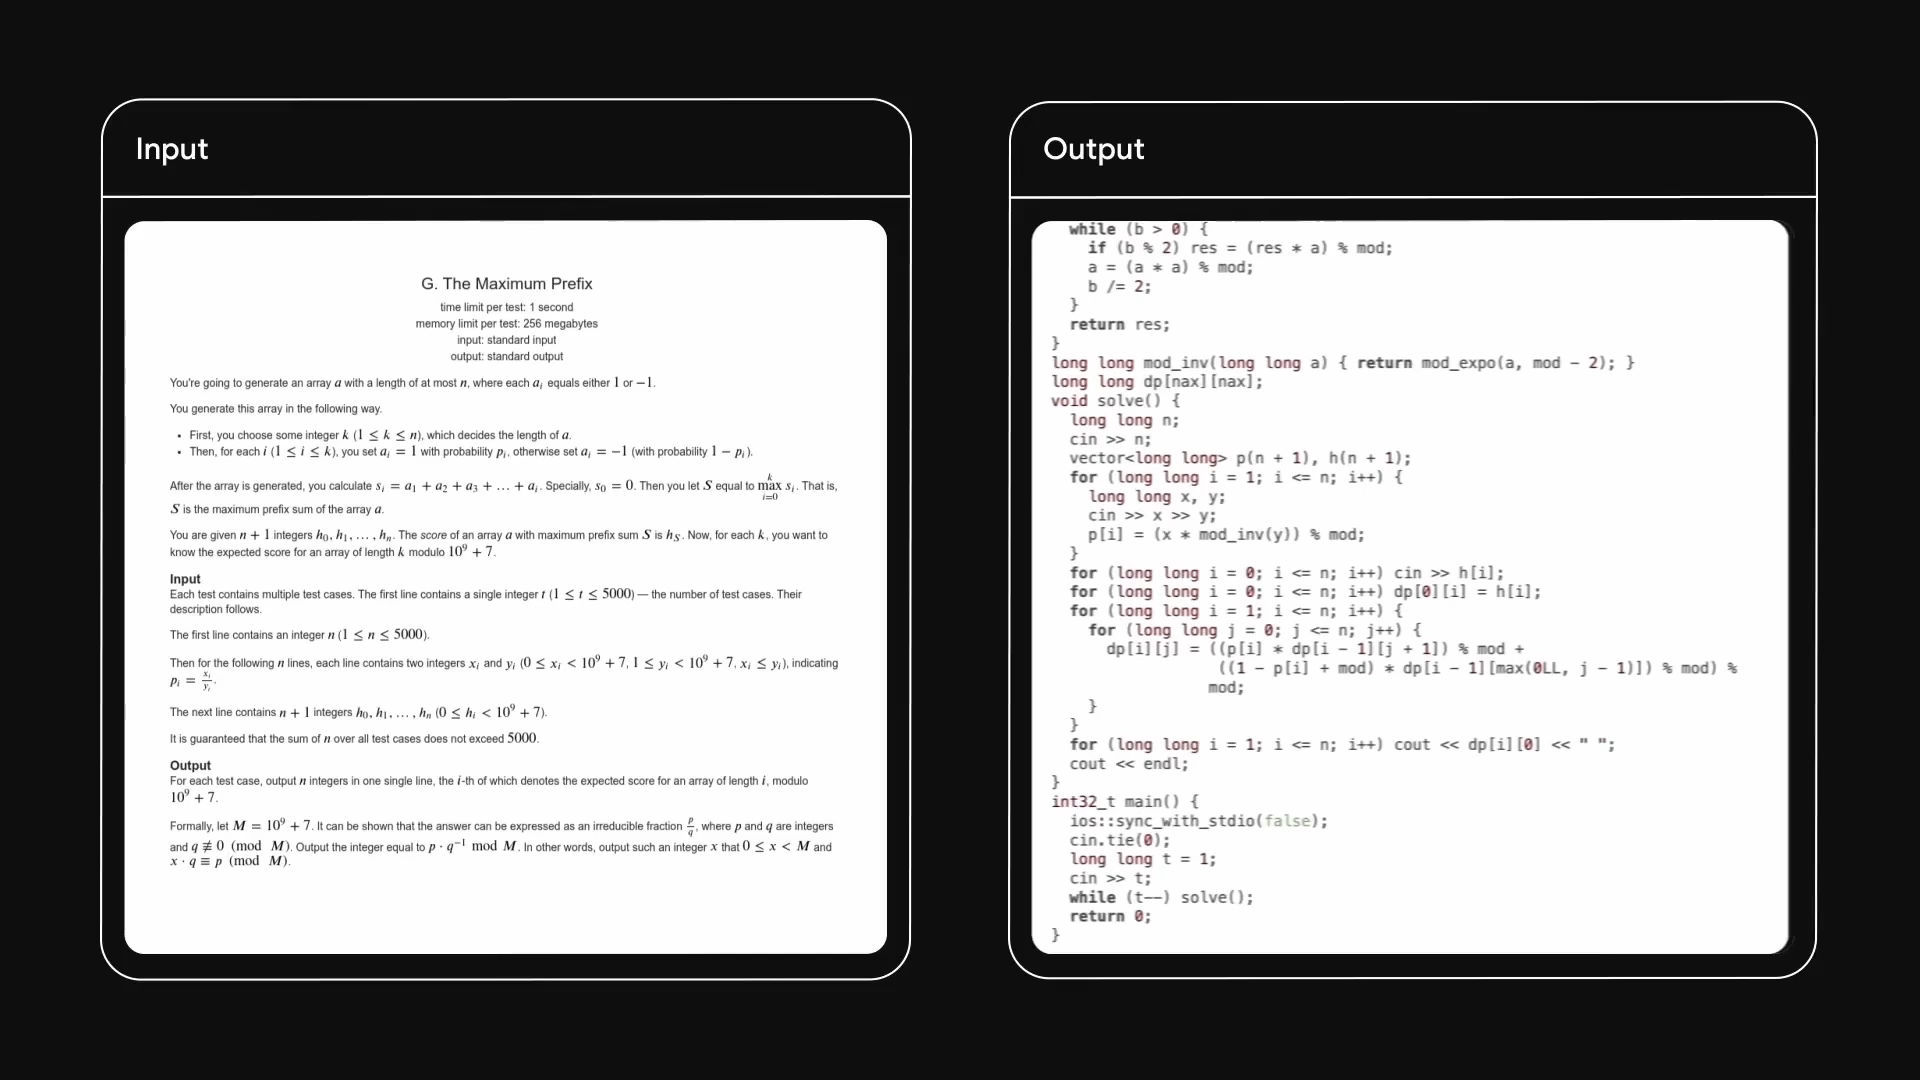 Input
G. The Maximum Prefix
time limit per test: 1 second
memory limit per test: 256 megabytes
input: standard input
output: standard output
You're going to generate an array a with a length of at most n, where each a_i equals either 1 or −1.
You generate this array in the following way.
• First, you choose some integer k (1 ≤ k ≤ n), which decides the length of a.
• Then, for each i (1 ≤ i ≤ k), you set a_i = 1 with probability p_i, otherwise set a_i = −1 (with probability 1 − p_i).
After the array is generated, you calculate s_i = a_1 + a_2 + a_3 + … + a_i. Specially, s_0 = 0. Then you let S equal to max_{i=0}^{k} s_i. That is,
S is the maximum prefix sum of the array a.
You are given n + 1 integers h_0, h_1, …, h_n. The score of an array a with maximum prefix sum S is h_S. Now, for each k, you want to
know the expected score for an array of length k modulo 10^9 + 7.
Input
Each test contains multiple test cases. The first line contains a single integer t (1 ≤ t ≤ 5000) — the number of test cases. Their
description follows.
The first line contains an integer n (1 ≤ n ≤ 5000).
Then for the following n lines, each line contains two integers x_i and y_i (0 ≤ x_i < 10^9 + 7, 1 ≤ y_i < 10^9 + 7, x_i ≤ y_i), indicating
p_i = x_i/y_i.
The next line contains n + 1 integers h_0, h_1, …, h_n (0 ≤ h_i < 10^9 + 7).
It is guaranteed that the sum of n over all test cases does not exceed 5000.
Output
For each test case, output n integers in one single line, the i-th of which denotes the expected score for an array of length i, modulo
10^9 + 7.
Formally, let M = 10^9 + 7. It can be shown that the answer can be expressed as an irreducible fraction p/q, where p and q are integers
and q ≢ 0 (mod M). Output the integer equal to p · q^−1 mod M. In other words, output such an integer x that 0 ≤ x < M and
x · q ≡ p (mod M).
Output
while (b > 0) {
if (b % 2) res = (res * a) % mod;
a = (a * a) % mod;
b /= 2;
}
return res;
}
long long mod_inv(long long a) { return mod_expo(a, mod - 2); }
long long dp[nax][nax];
void solve() {
long long n;
cin >> n;
vector<long long> p(n + 1), h(n + 1);
for (long long i = 1; i <= n; i++) {
long long x, y;
cin >> x >> y;
p[i] = (x * mod_inv(y)) % mod;
}
for (long long i = 0; i <= n; i++) cin >> h[i];
for (long long i = 0; i <= n; i++) dp[0][i] = h[i];
for (long long i = 1; i <= n; i++) {
for (long long j = 0; j <= n; j++) {
dp[i][j] = ((p[i] * dp[i - 1][j + 1]) % mod +
((1 - p[i] + mod) * dp[i - 1][max(0LL, j - 1)]) % mod) %
mod;
}
}
for (long long i = 1; i <= n; i++) cout << dp[i][0] << " ";
cout << endl;
}
int32_t main() {
ios::sync_with_stdio(false);
cin.tie(0);
long long t = 1;
cin >> t;
while (t--) solve();
return 0;
}